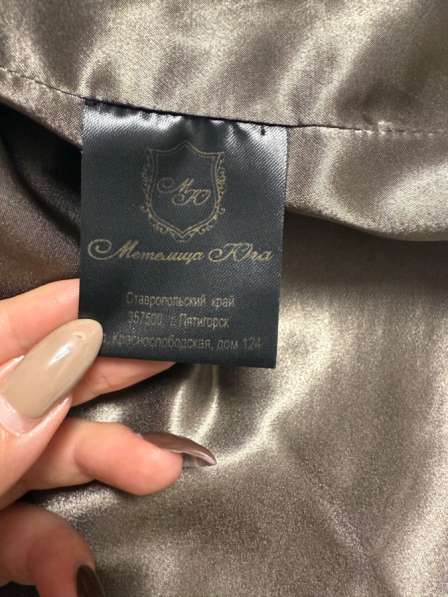 МЮ
Метелица Юга
Ставропольский край
357500, г. Пятигорск
Краснослободская, дом 124